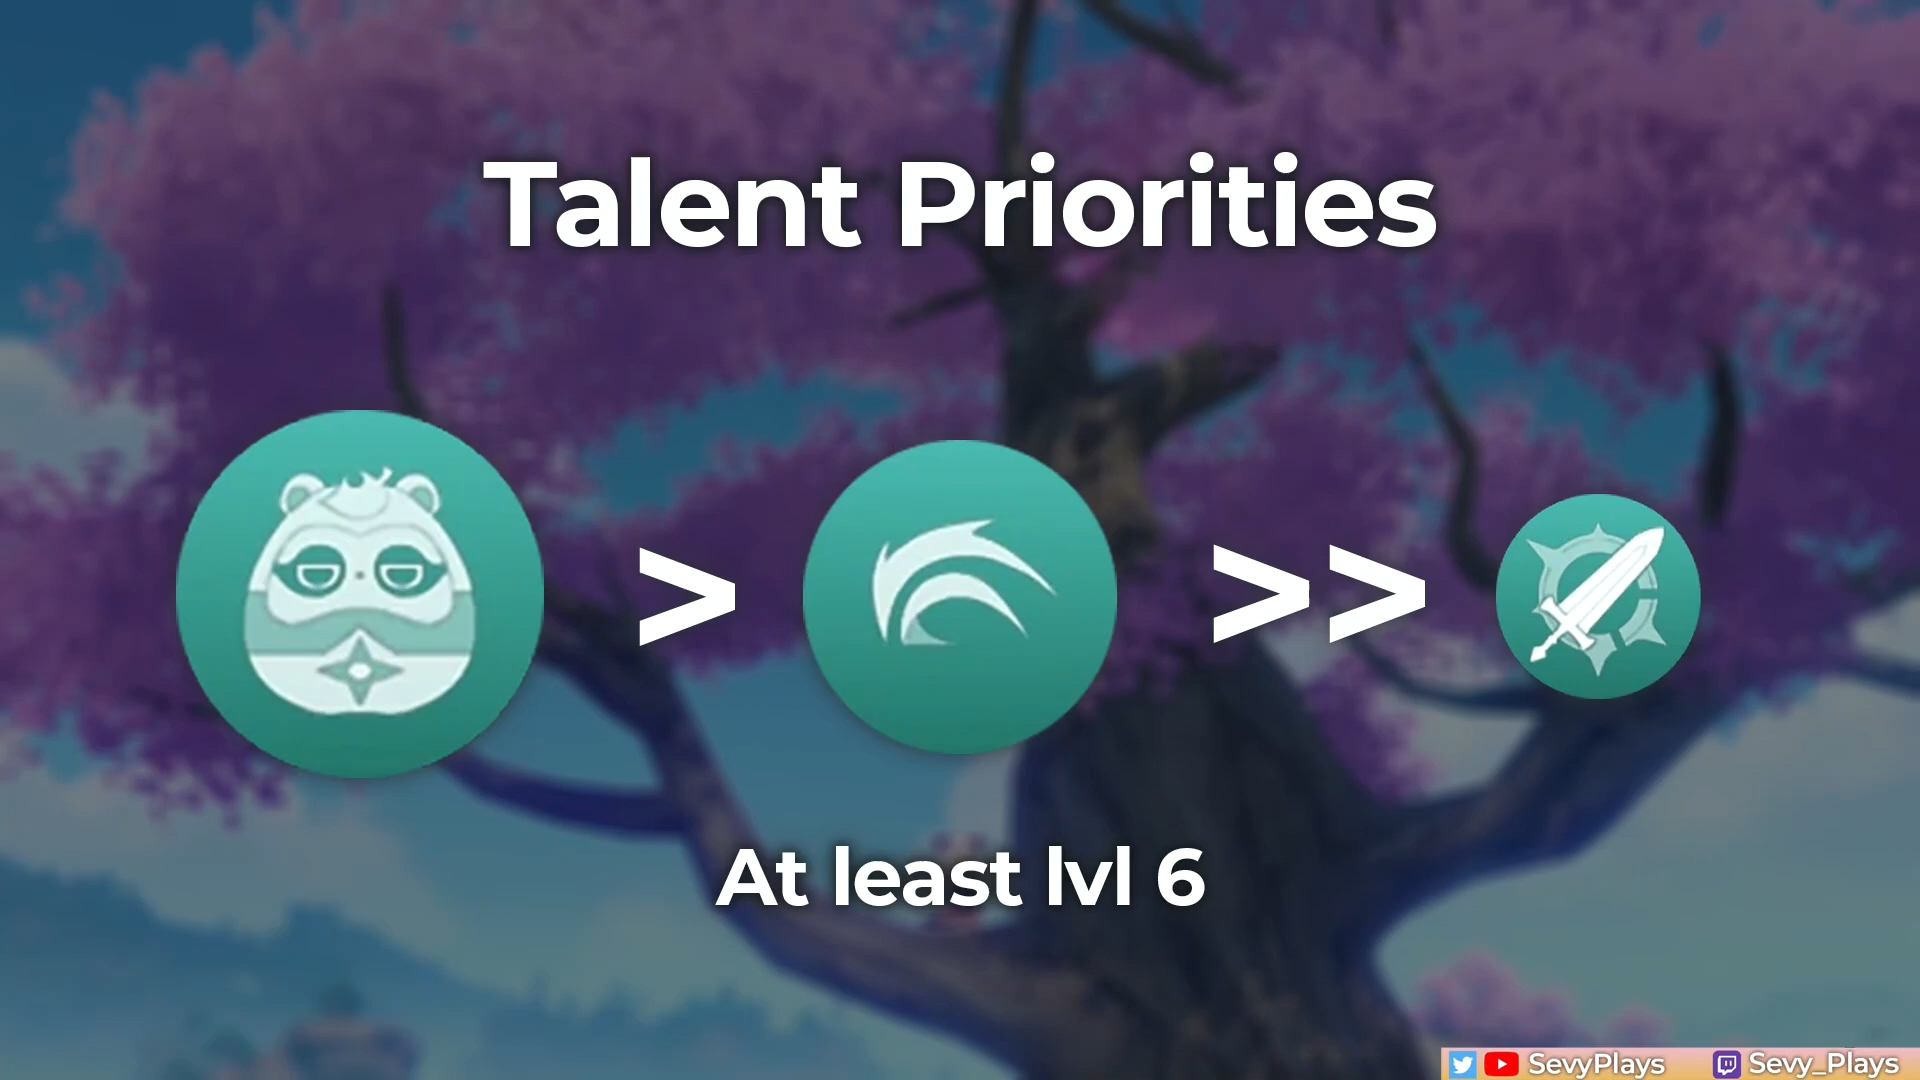 Talent Priorities
> >>
At least lvl 6
SevyPlays Sevy_Plays